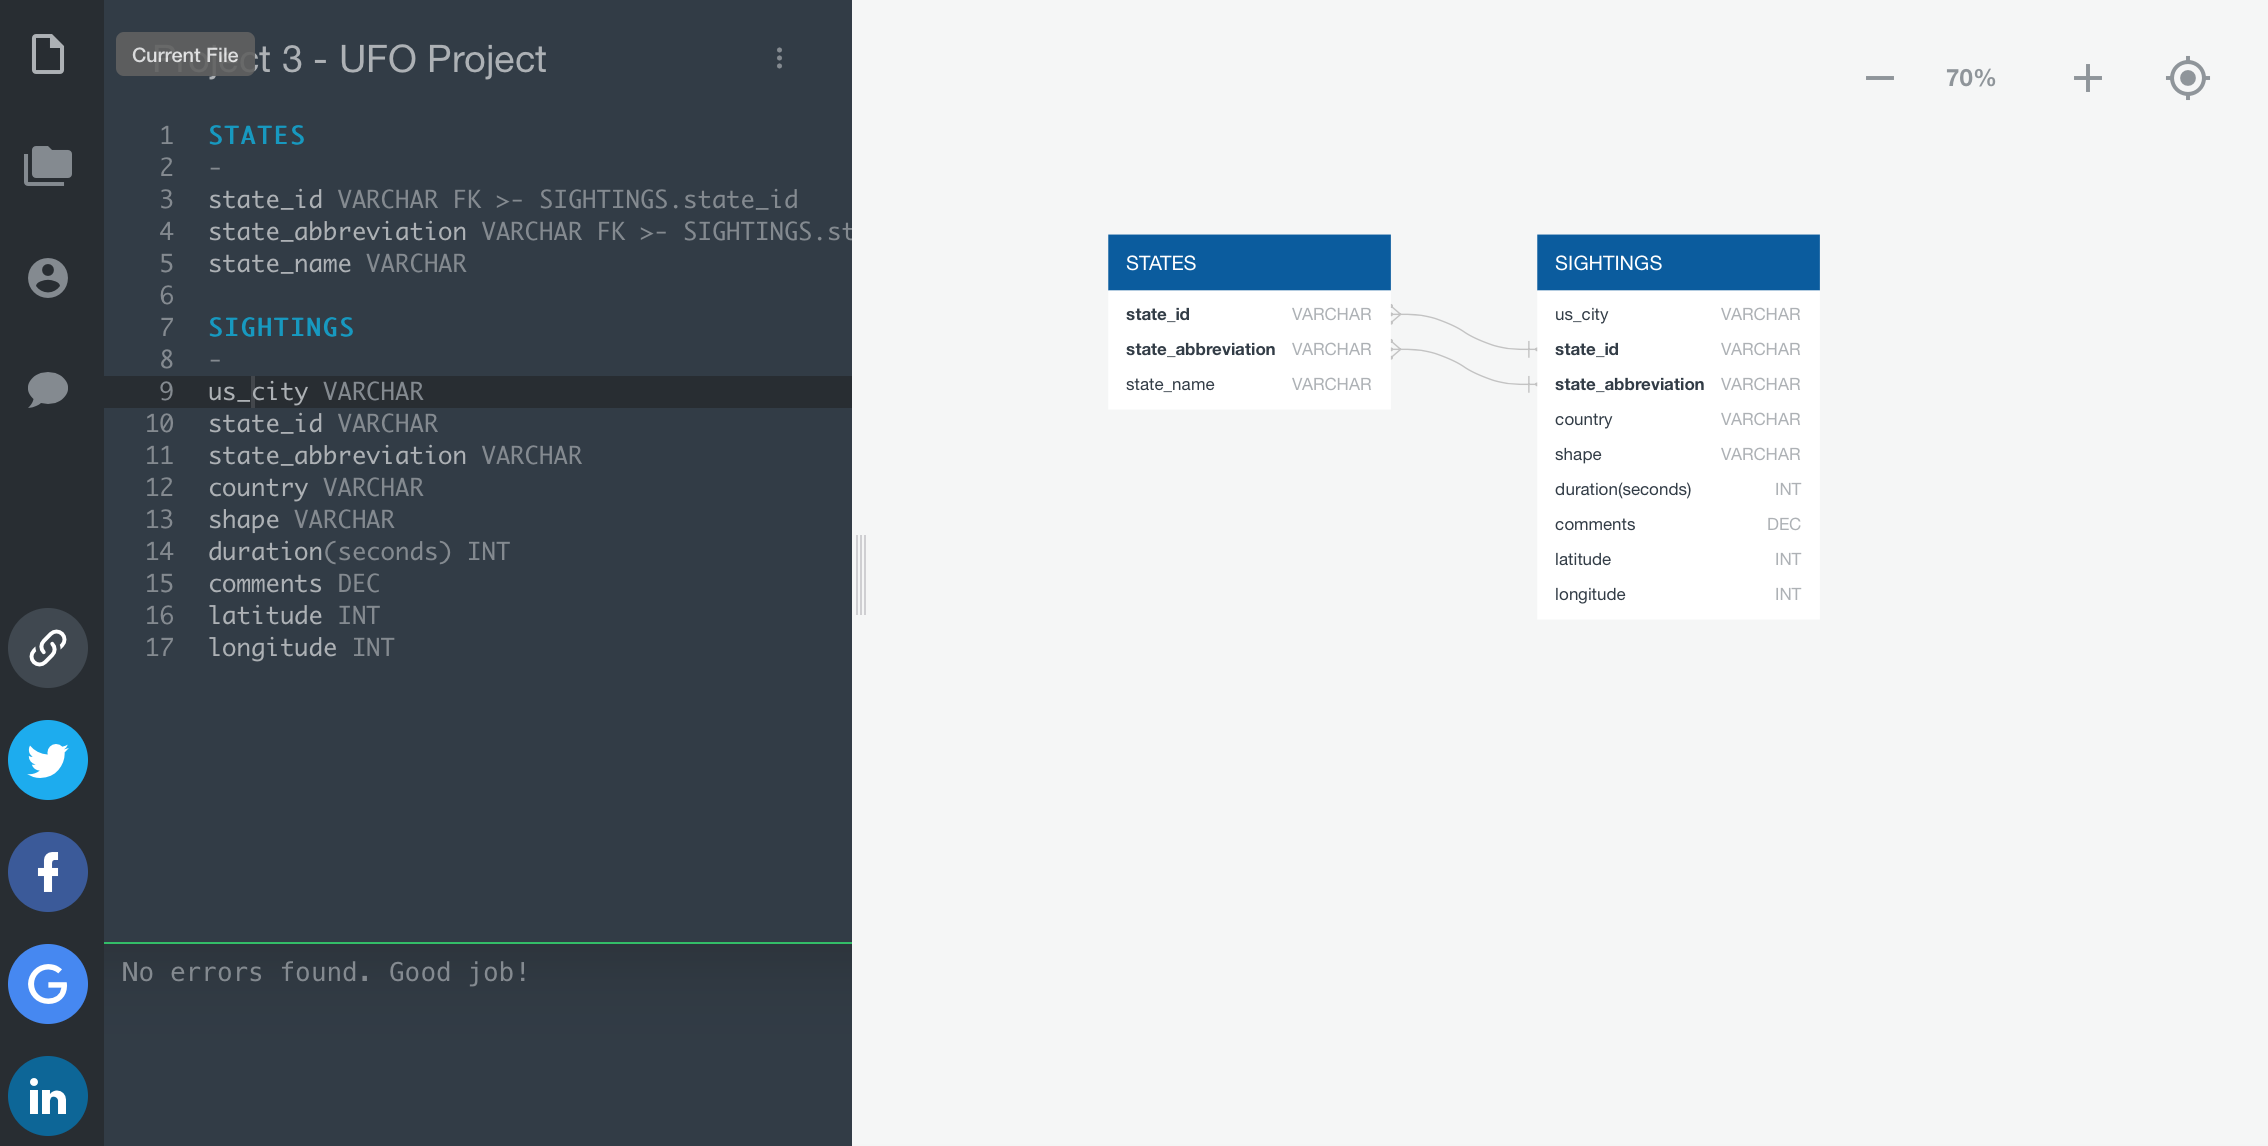 Current File
Project 3 - UFO Project
1 STATES
2 -
3 state_id VARCHAR FK >- SIGHTINGS.state_id
4 state_abbreviation VARCHAR FK >- SIGHTINGS.st
5 state_name VARCHAR
6
7 SIGHTINGS
8 -
9 us_city VARCHAR
10 state_id VARCHAR
11 state_abbreviation VARCHAR
12 country VARCHAR
13 shape VARCHAR
14 duration(seconds) INT
15 comments DEC
16 latitude INT
17 longitude INT
No errors found. Good job!
70%
STATES
state_id VARCHAR
state_abbreviation VARCHAR
state_name VARCHAR
SIGHTINGS
us_city VARCHAR
state_id VARCHAR
state_abbreviation VARCHAR
country VARCHAR
shape VARCHAR
duration(seconds) INT
comments DEC
latitude INT
longitude INT
f
G
in